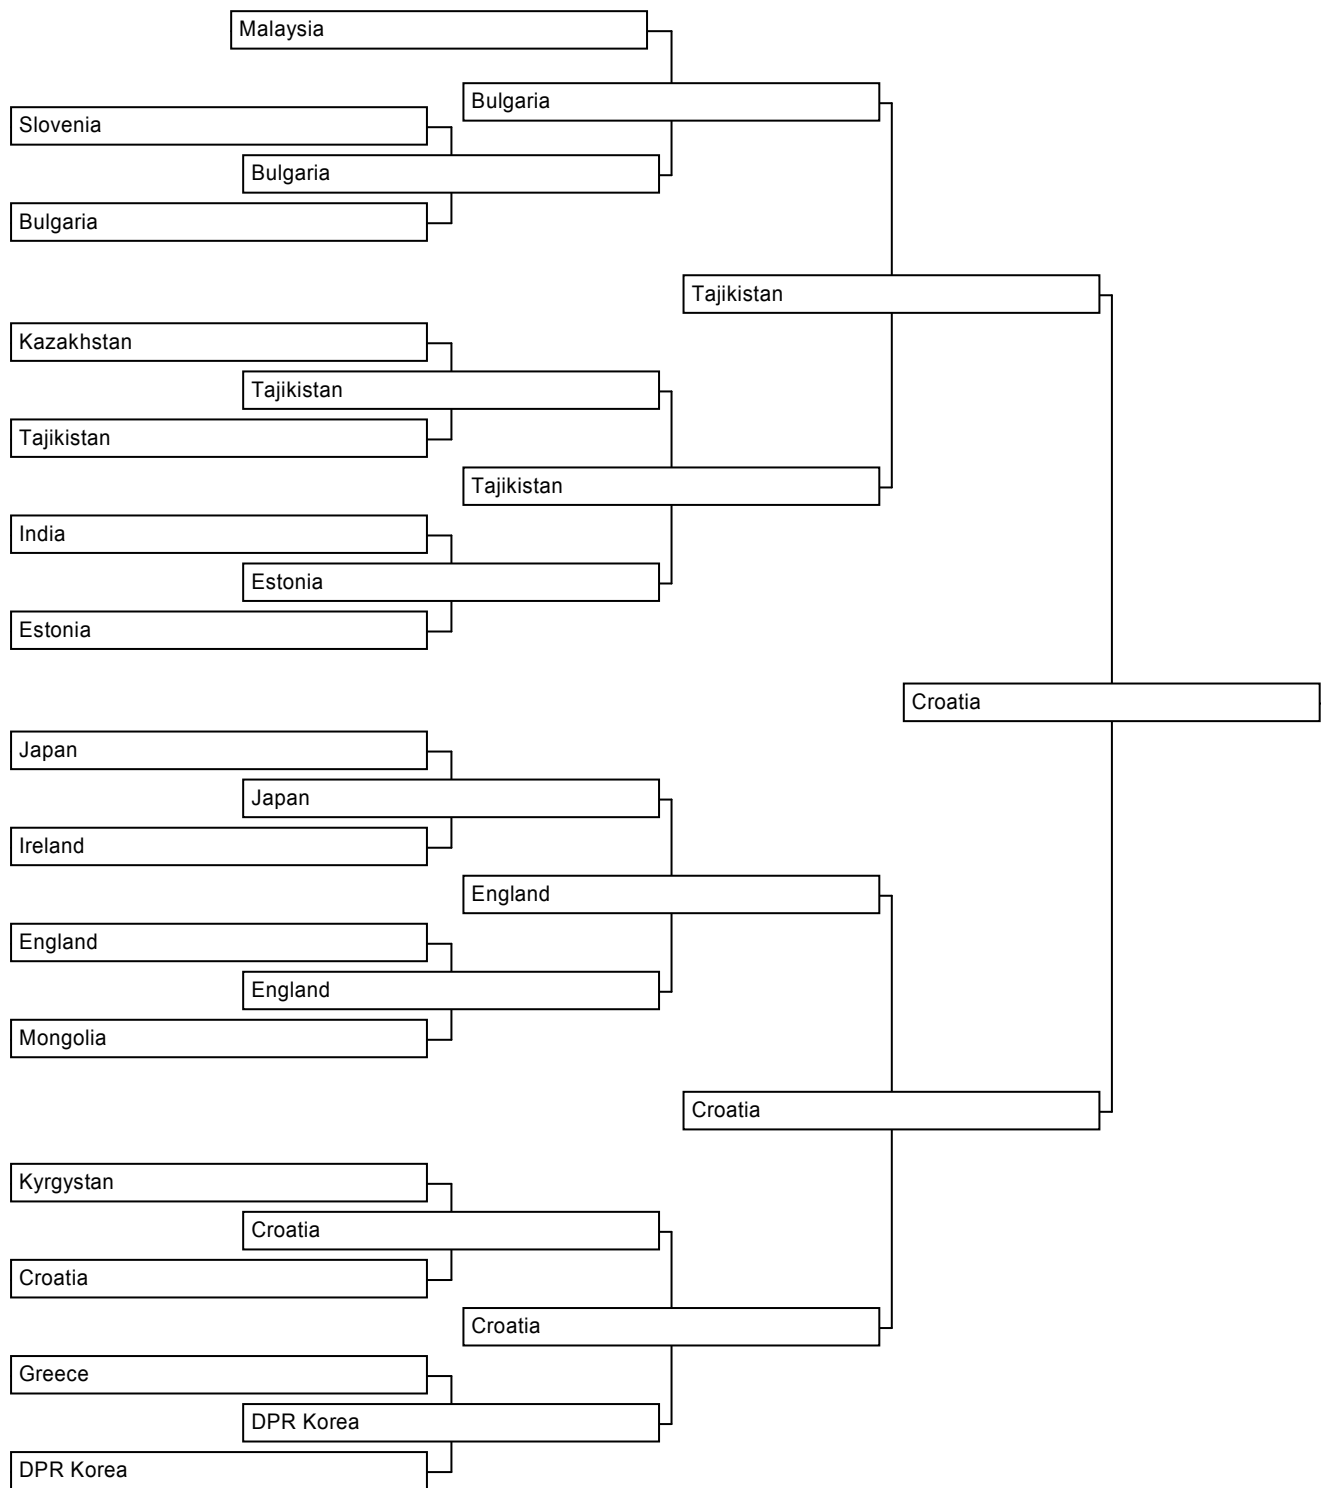 Malaysia
Bulgaria
Slovenia
Bulgaria
Bulgaria
Tajikistan
Kazakhstan
Tajikistan
Tajikistan
Tajikistan
India
Estonia
Estonia
Croatia
Japan
Japan
Ireland
England
England
England
Mongolia
Croatia
Kyrgystan
Croatia
Croatia
Croatia
Greece
DPR Korea
DPR Korea